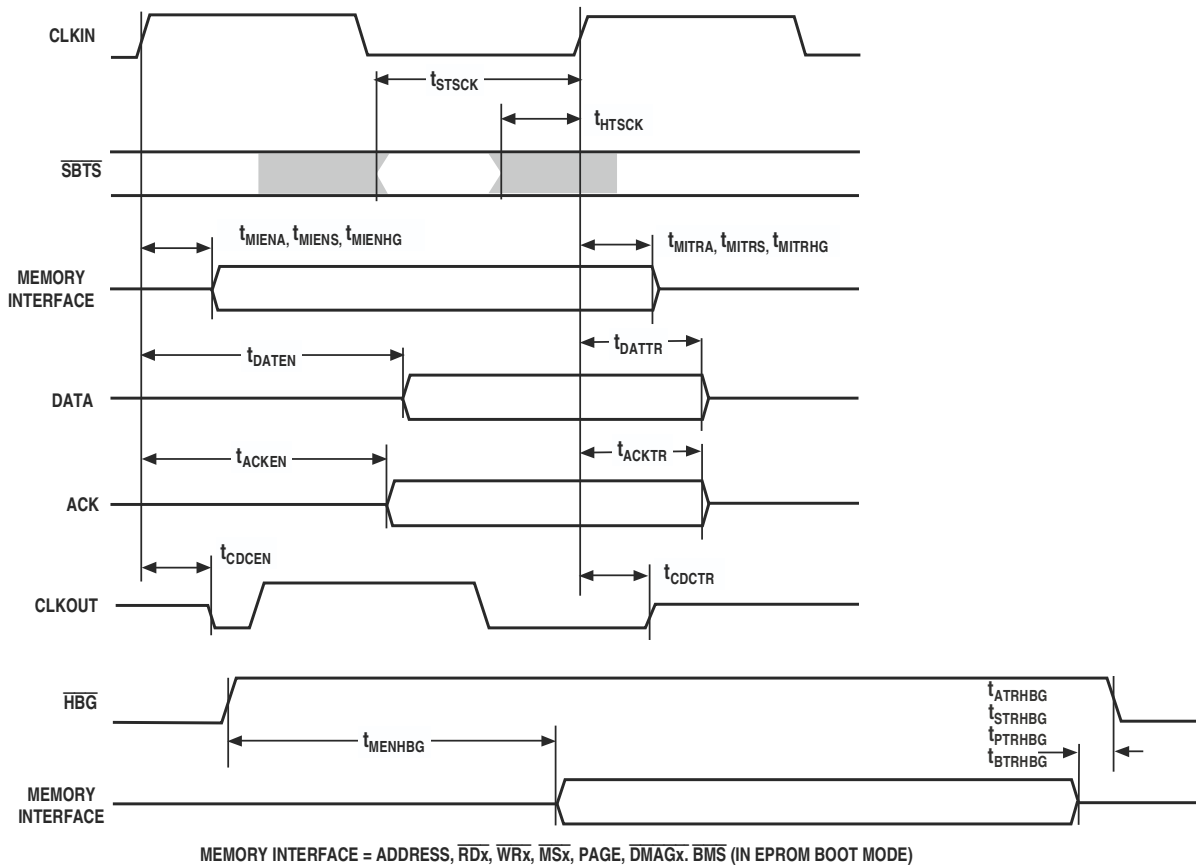 CLKIN
tSTSCK
tHTSCK
SBTS
tMIENA, tMIENS, tMIENHG
tMITRA, tMITRS, tMITRHG
MEMORY
INTERFACE
tDATEN
tDATTR
DATA
tACKEN
tACKTR
ACK
tCDCEN
tCDCTR
CLKOUT
HBG
tATRHBG
tSTRHBG
tPTRHBG
tBTRHBG
tMENHBG
MEMORY
INTERFACE
MEMORY INTERFACE = ADDRESS, RDx, WRx, MSx, PAGE, DMAGx. BMS (IN EPROM BOOT MODE)